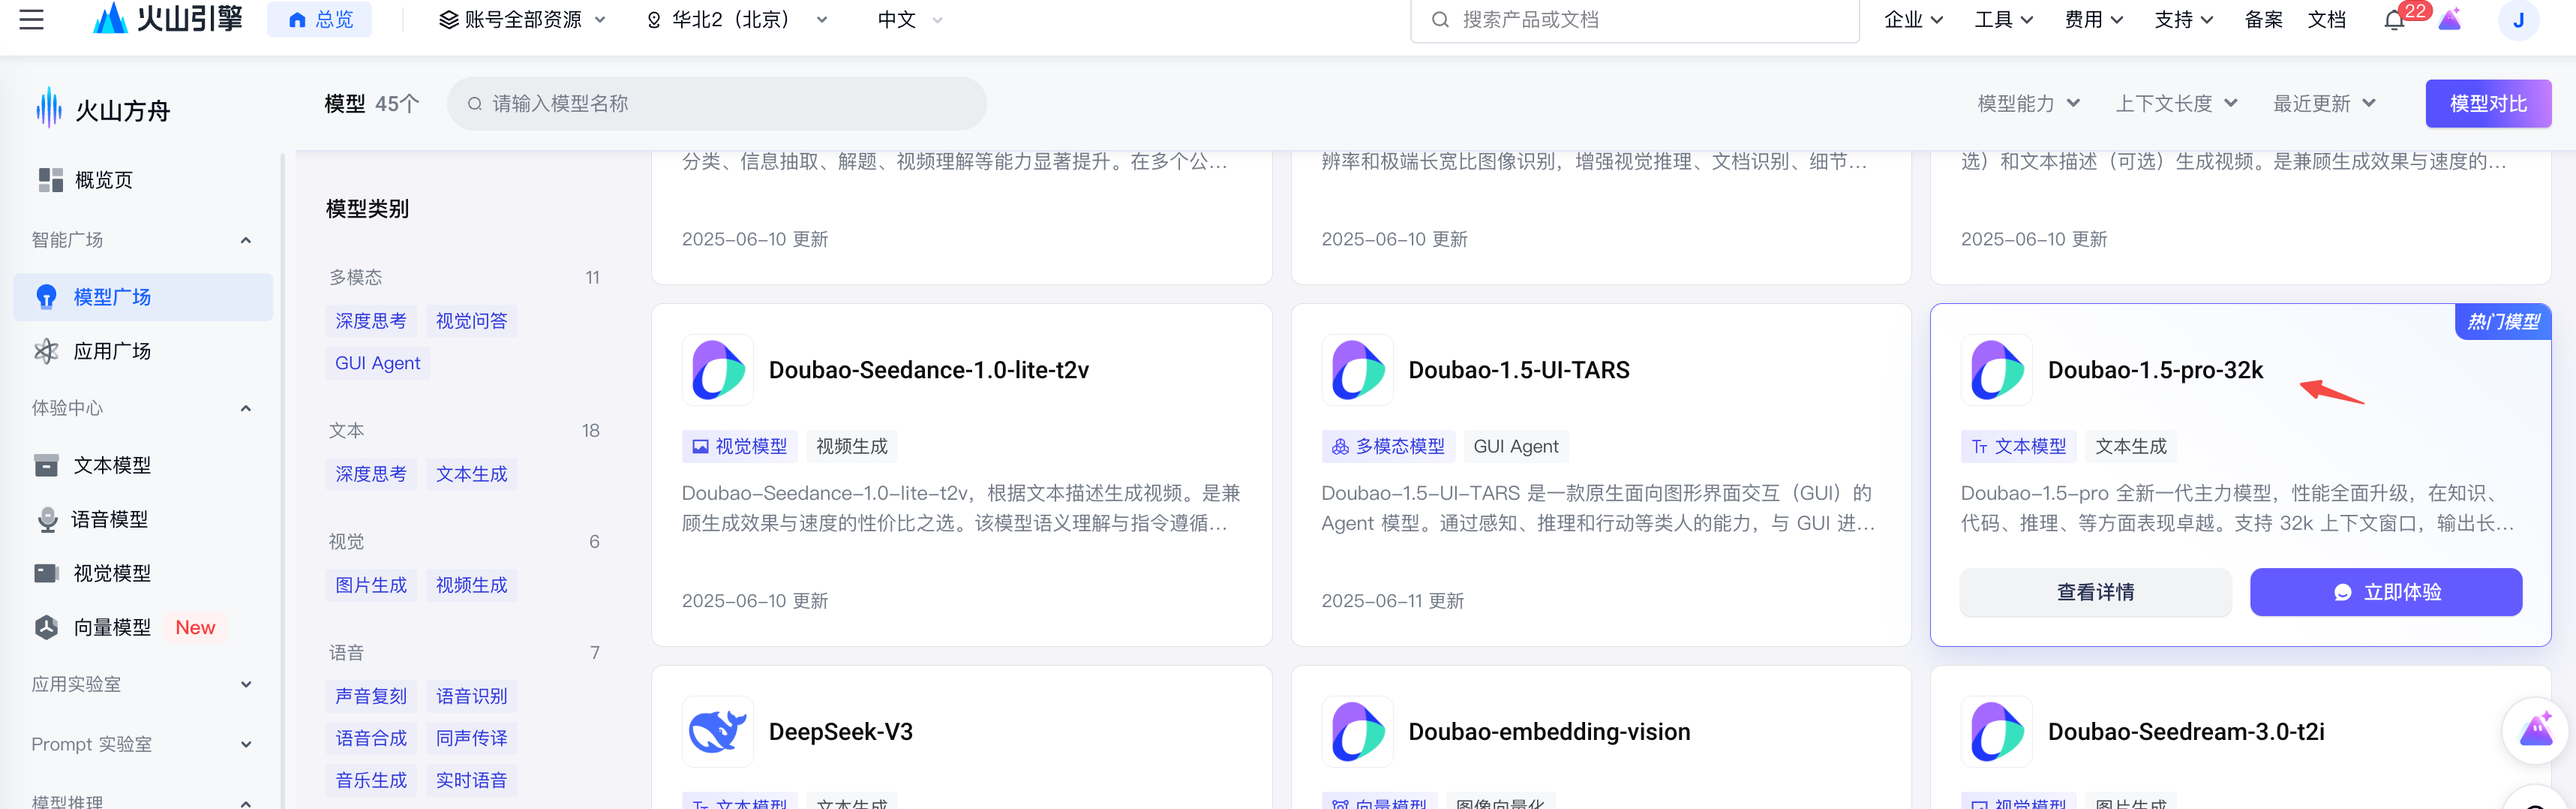 火山引擎
总览
账号全部资源
华北2（北京）
中文
搜索产品或文档
企业
工具
费用
支持
备案
文档
22
J
火山方舟
概览页
智能广场
模型广场
应用广场
体验中心
文本模型
语音模型
视觉模型
向量模型 New
应用实验室
Prompt 实验室
模型推理
模型 45个
请输入模型名称
模型能力
上下文长度
最近更新
模型对比
模型类别
多模态 11
深度思考 视觉问答
GUI Agent
文本 18
深度思考 文本生成
视觉 6
图片生成 视频生成
语音 7
声音复刻 语音识别
语音合成 同声传译
音乐生成 实时语音
分类、信息抽取、解题、视频理解等能力显著提升。在多个公...
2025-06-10 更新
辨率和极端长宽比图像识别，增强视觉推理、文档识别、细节...
2025-06-10 更新
选）和文本描述（可选）生成视频。是兼顾生成效果与速度的...
2025-06-10 更新
Doubao-Seedance-1.0-lite-t2v
视觉模型 视频生成
Doubao-Seedance-1.0-lite-t2v，根据文本描述生成视频。是兼
顾生成效果与速度的性价比之选。该模型语义理解与指令遵循...
2025-06-10 更新
Doubao-1.5-UI-TARS
多模态模型 GUI Agent
Doubao-1.5-UI-TARS 是一款原生面向图形界面交互（GUI）的
Agent 模型。通过感知、推理和行动等类人的能力，与 GUI 进...
2025-06-11 更新
热门模型
Doubao-1.5-pro-32k
文本模型 文本生成
Doubao-1.5-pro 全新一代主力模型，性能全面升级，在知识、
代码、推理、等方面表现卓越。支持 32k 上下文窗口，输出长...
查看详情
立即体验
DeepSeek-V3
文本模型 文本生成
Doubao-embedding-vision
向量模型 图像向量化
Doubao-Seedream-3.0-t2i
视觉模型 图片生成